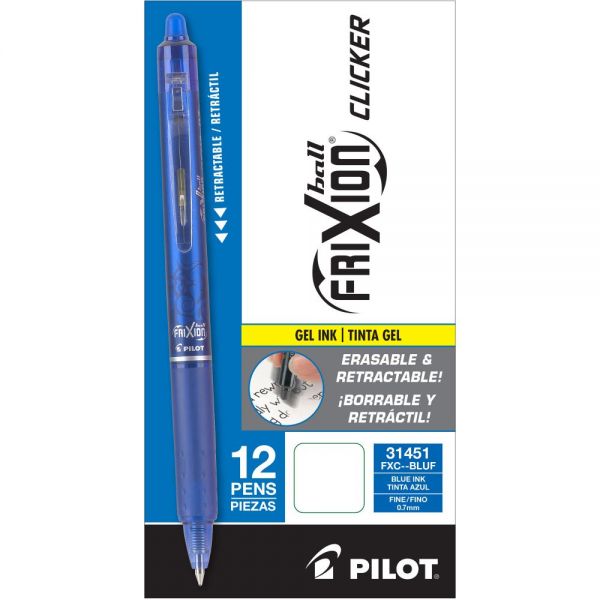 RETRACTABLE / RETRÁCTIL
FRIXION ball® CLICKER
GEL INK | TINTA GEL
ERASABLE &
RETRACTABLE!
¡BORRABLE Y
RETRÁCTIL!
FRIXION ball
PILOT
12
PENS
PIEZAS
31451
FXC--BLUF
BLUE INK
TINTA AZUL
FINE/FINO
0.7mm
PILOT